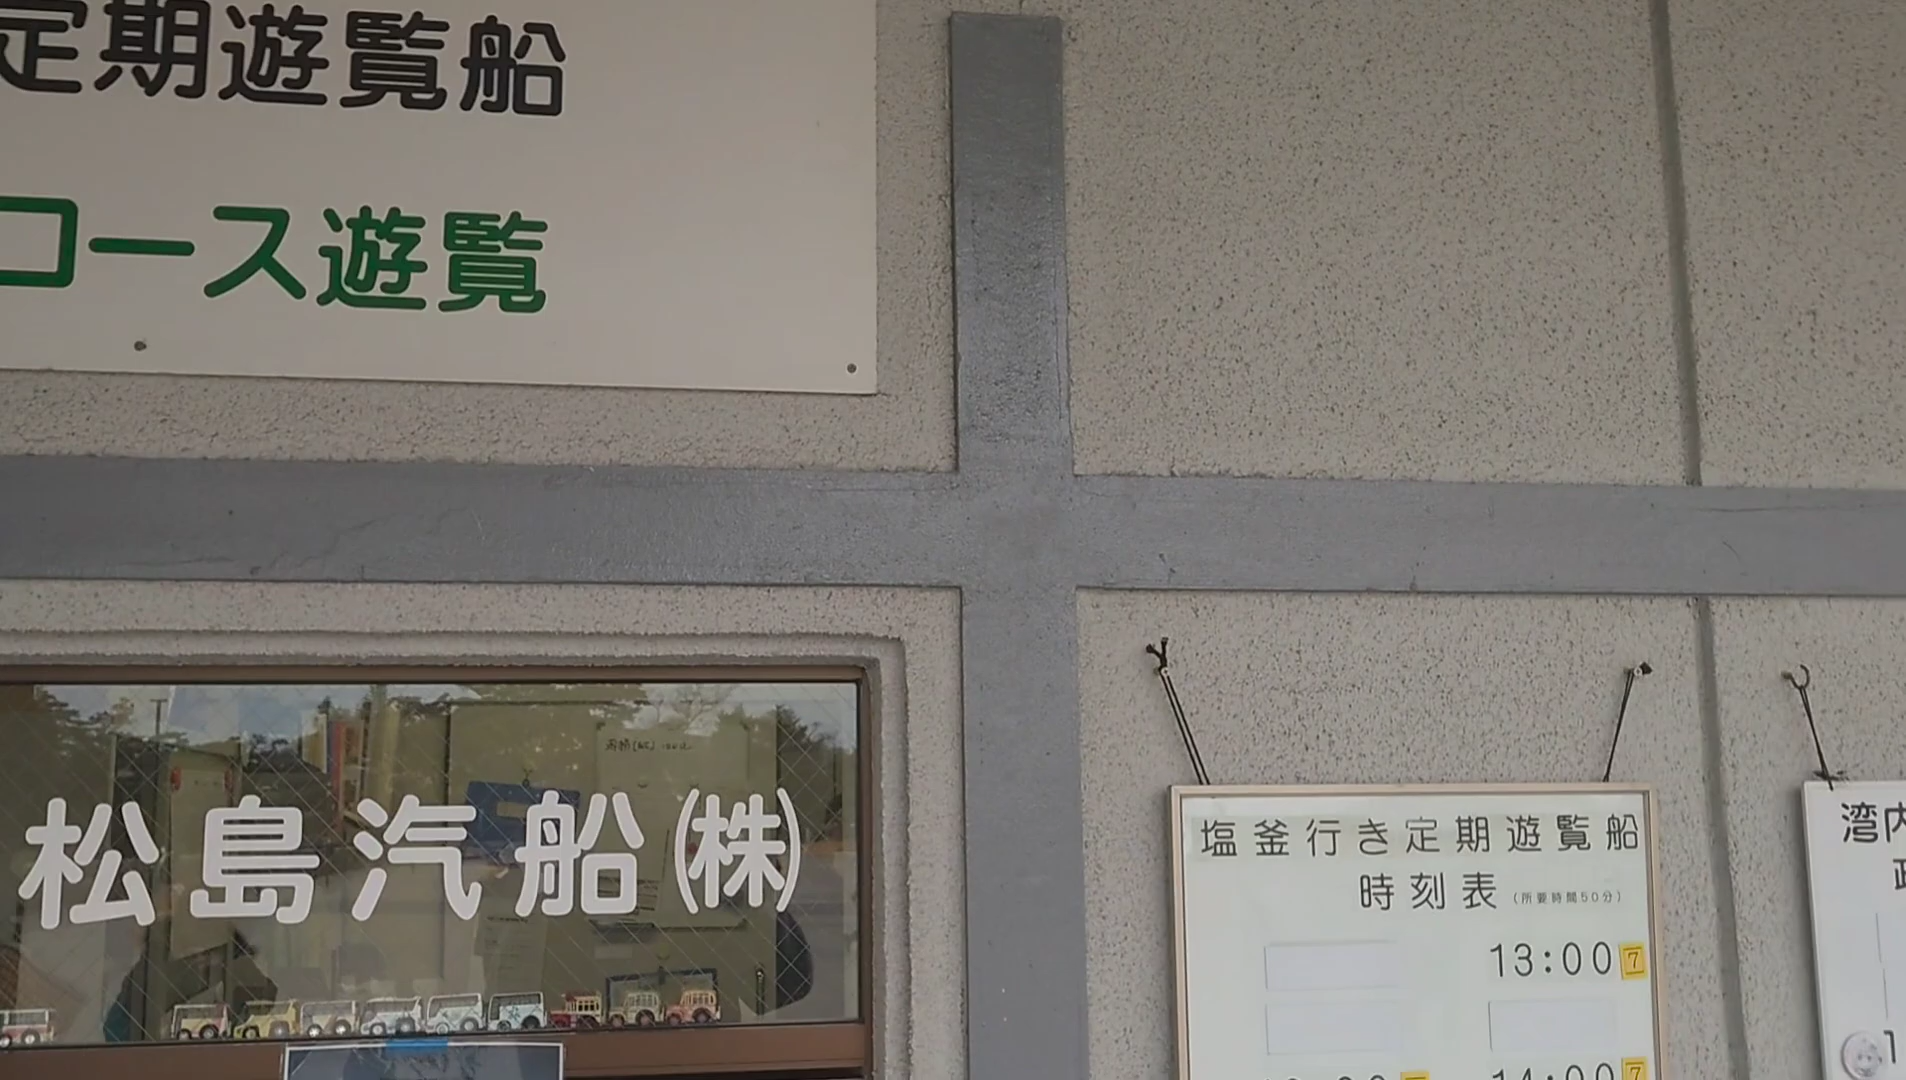 定期遊覧船
コース遊覧
松島汽船㈱
塩釜行き定期遊覧船
時刻表 (所要時間50分)
13:00 7
14:00 7
湾内